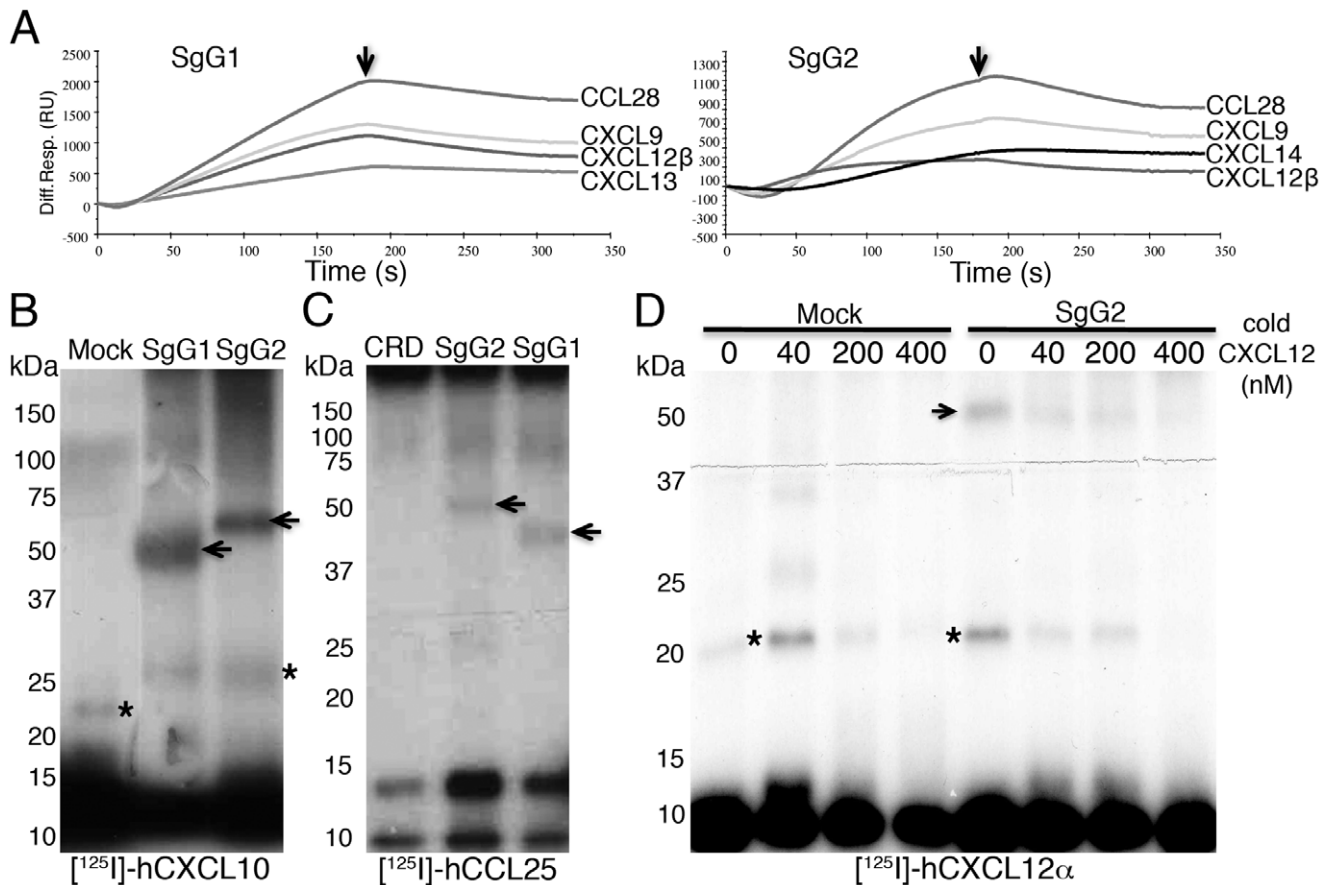 A
SgG1
Diff.Resp. (RU)
2500
2000
1500
1000
500
0
-500
0 50 100 150 200 250 300 350
Time (s)
CCL28
CXCL9
CXCL12β
CXCL13
SgG2
1300
1100
900
700
500
300
100
-100
-300
-500
0 50 100 150 200 250 300 350
Time (s)
CCL28
CXCL9
CXCL14
CXCL12β
B
kDa
Mock SgG1 SgG2
150
100
75
50
37
25
20
15
10
*
*
[¹²⁵I]-hCXCL10
C
kDa
CRD SgG2 SgG1
150
100
75
50
37
25
20
15
10
[¹²⁵I]-hCCL25
D
Mock SgG2
cold
0 40 200 400 0 40 200 400 CXCL12
kDa
(nM)
50
37
25
20
15
10
* *
[¹²⁵I]-hCXCL12α